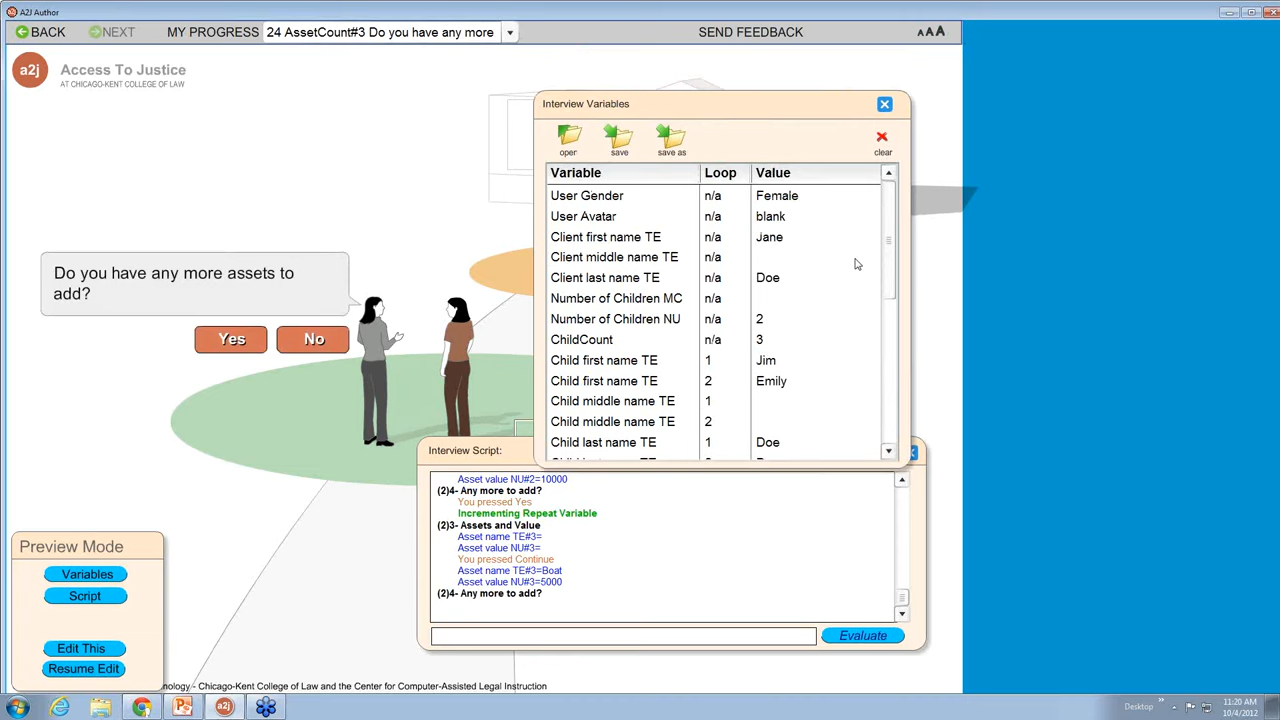 A2J Author
BACK
NEXT
MY PROGRESS
24 AssetCount#3 Do you have any more
SEND FEEDBACK
AAA
a2j
Access To Justice
AT CHICAGO-KENT COLLEGE OF LAW
Do you have any more assets to
add?
Yes
No
Interview Variables
open
save
save as
clear
Variable Loop Value
User Gender n/a Female
User Avatar n/a blank
Client first name TE n/a Jane
Client middle name TE n/a
Client last name TE n/a Doe
Number of Children MC n/a
Number of Children NU n/a 2
ChildCount n/a 3
Child first name TE 1 Jim
Child first name TE 2 Emily
Child middle name TE 1
Child middle name TE 2
Child last name TE 1 Doe
Interview Script:
Asset value NU#2=10000
(2)4- Any more to add?
You pressed Yes
Incrementing Repeat Variable
(2)3- Assets and Value
Asset name TE#3=
Asset value NU#3=
You pressed Continue
Asset name TE#3=Boat
Asset value NU#3=5000
(2)4- Any more to add?
Evaluate
Preview Mode
Variables
Script
Edit This
Resume Edit
nology - Chicago-Kent College of Law and the Center for Computer-Assisted Legal Instruction
a2j
Desktop
11:20 AM
10/4/2012